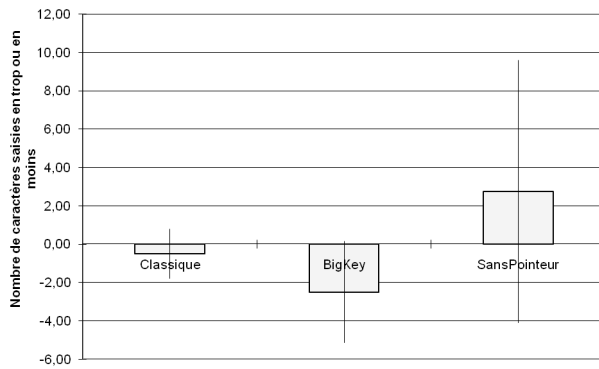 Nombre de caractères saisies en trop ou en
moins
12,00
10,00
8,00
6,00
4,00
2,00
0,00
-2,00
-4,00
-6,00
Classique
BigKey
SansPointeur